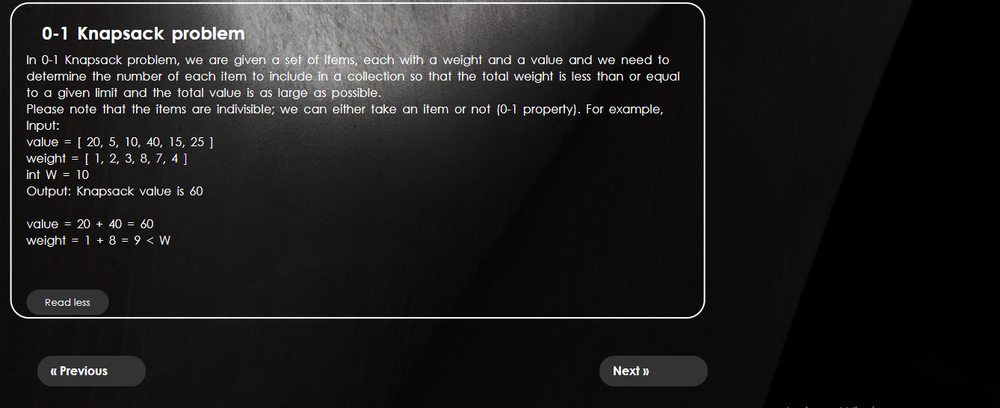 0-1 Knapsack problem
In 0-1 Knapsack problem, we are given a set of items, each with a weight and a value and we need to
determine the number of each item to include in a collection so that the total weight is less than or equal
to a given limit and the total value is as large as possible.
Please note that the items are indivisible; we can either take an item or not (0-1 property). For example,
Input:
value = [ 20, 5, 10, 40, 15, 25 ]
weight = [ 1, 2, 3, 8, 7, 4 ]
int W = 10
Output: Knapsack value is 60
value = 20 + 40 = 60
weight = 1 + 8 = 9 < W
Read less
« Previous
Next »